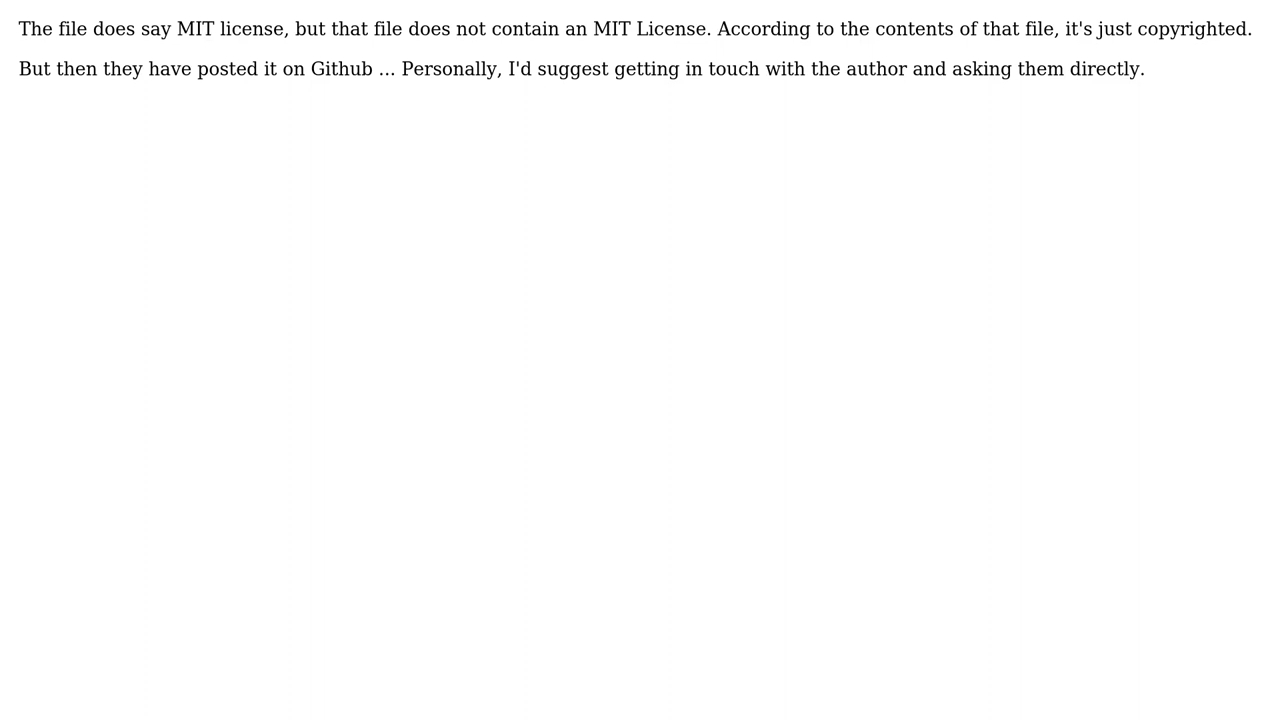 The file does say MIT license, but that file does not contain an MIT License. According to the contents of that file, it's just copyrighted.
But then they have posted it on Github ... Personally, I'd suggest getting in touch with the author and asking them directly.